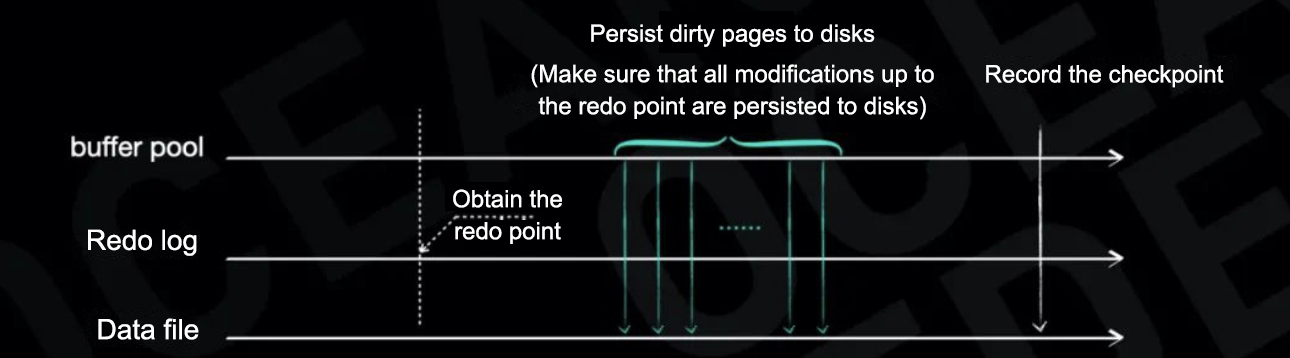 Persist dirty pages to disks
(Make sure that all modifications up to
the redo point are persisted to disks)
Record the checkpoint
buffer pool
Obtain the
redo point
Redo log
Data file